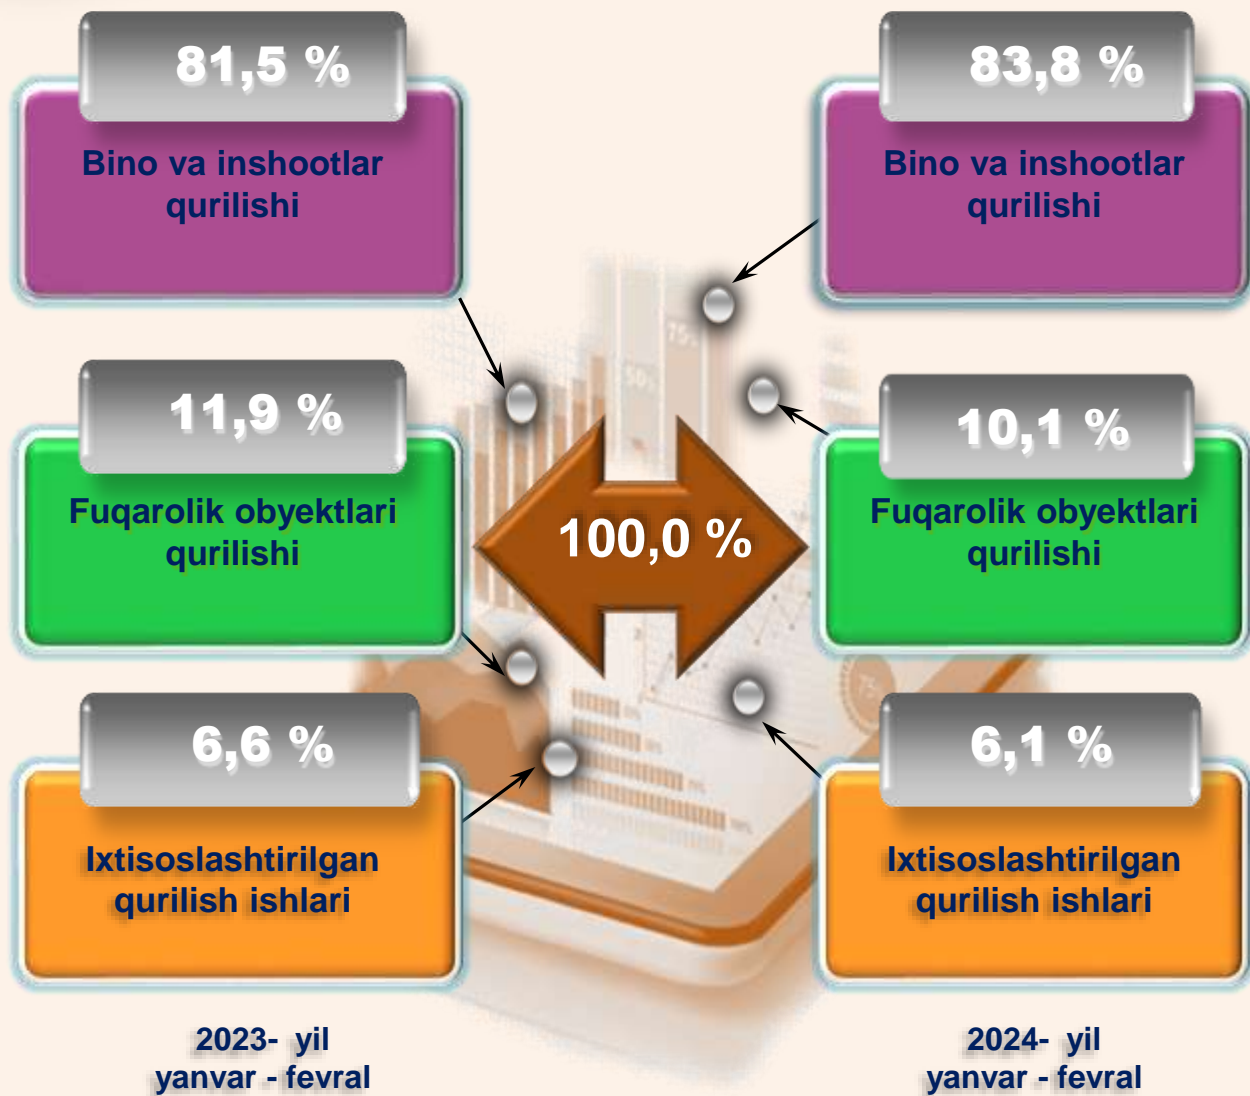 81,5 %
Bino va inshootlar
qurilishi
11,9 %
Fuqarolik obyektlari
qurilishi
6,6 %
Ixtisoslashtirilgan
qurilish ishlari
2023- yil
yanvar - fevral
100,0 %
83,8 %
Bino va inshootlar
qurilishi
10,1 %
Fuqarolik obyektlari
qurilishi
6,1 %
Ixtisoslashtirilgan
qurilish ishlari
2024- yil
yanvar - fevral
75%
50%